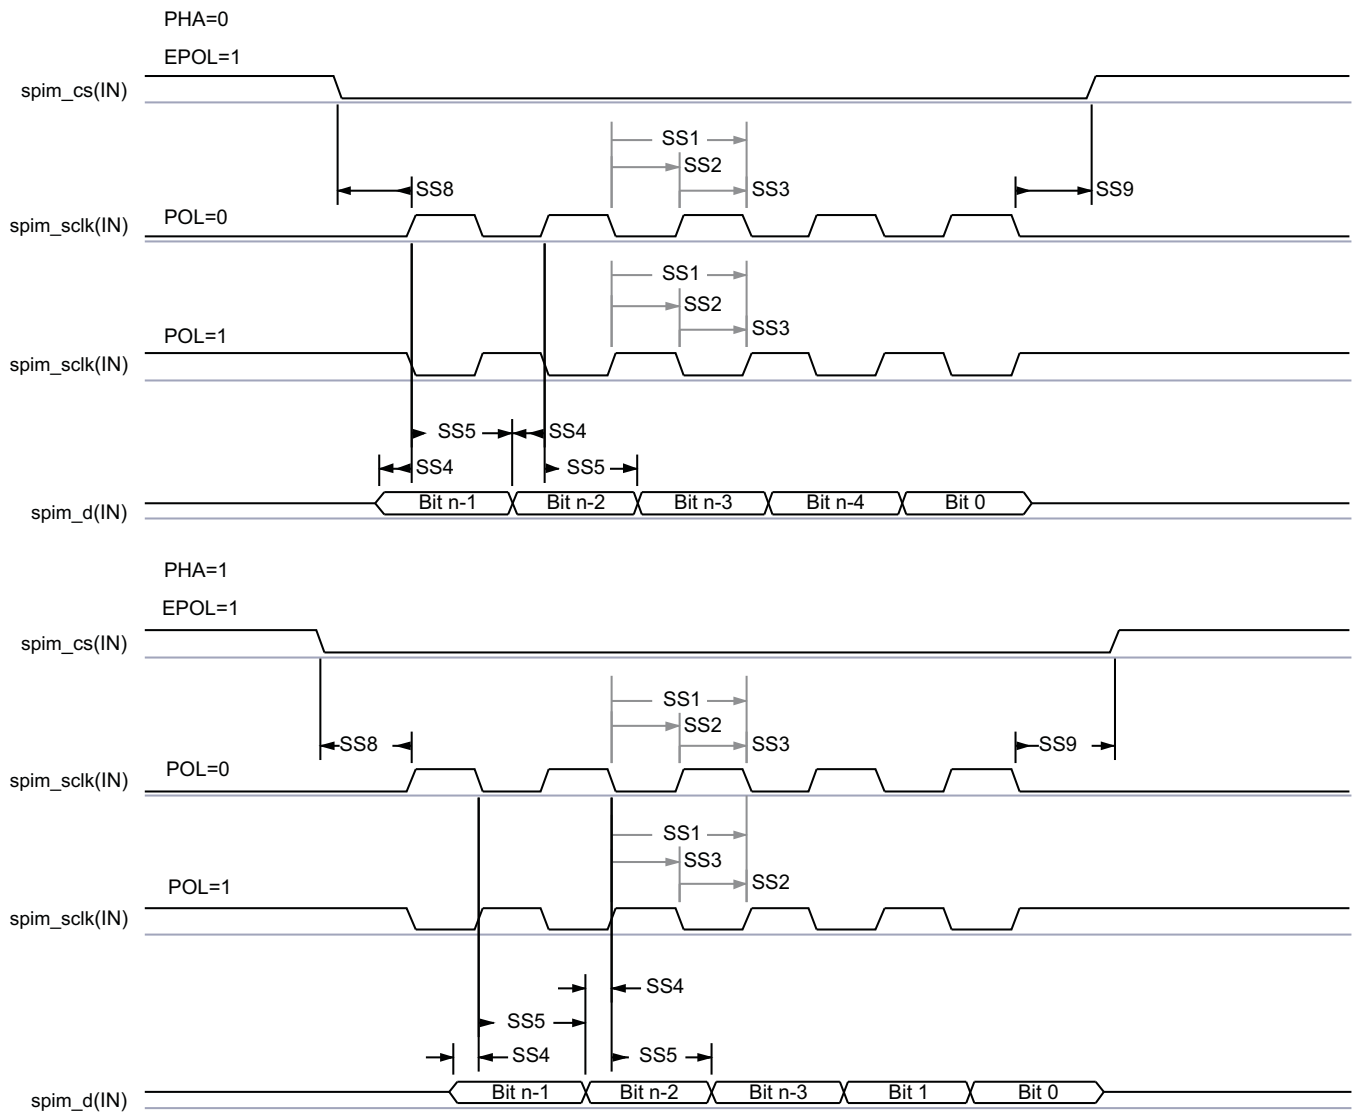 PHA=0
EPOL=1
spim_cs(IN)
SS1
SS2
SS8
SS3
SS9
POL=0
spim_sclk(IN)
SS1
SS2
SS3
POL=1
spim_sclk(IN)
SS5
SS4
SS4
SS5
Bit n-1
Bit n-2
Bit n-3
Bit n-4
Bit 0
spim_d(IN)
PHA=1
EPOL=1
spim_cs(IN)
SS1
SS2
SS8
SS3
SS9
POL=0
spim_sclk(IN)
SS1
SS3
SS2
POL=1
spim_sclk(IN)
SS4
SS5
SS4
SS5
Bit n-1
Bit n-2
Bit n-3
Bit 1
Bit 0
spim_d(IN)